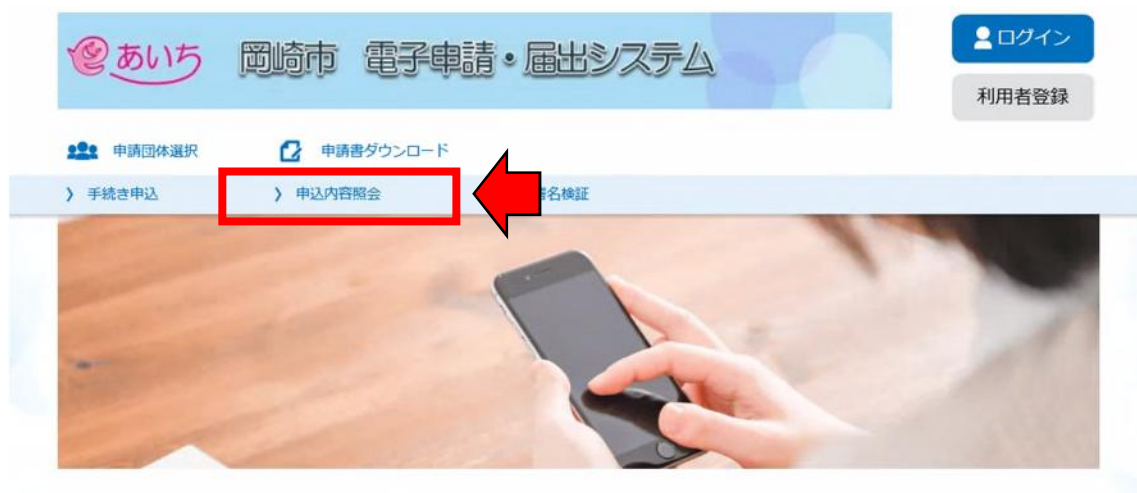 あいち 岡崎市 電子申請・届出システム
ログイン
利用者登録
申請団体選択 申請書ダウンロード
手続き申込 申込内容照会 名検証